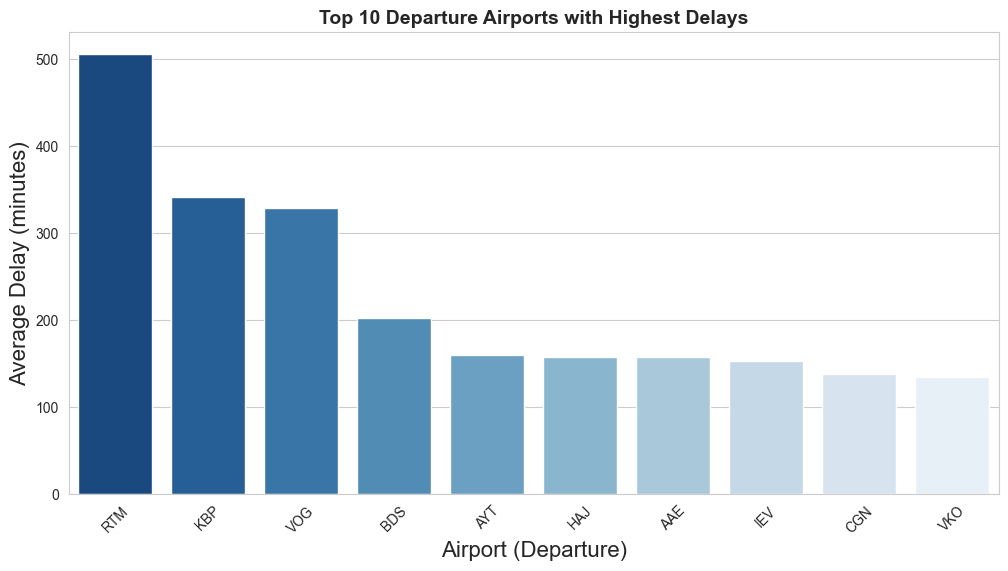 Top 10 Departure Airports with Highest Delays
Average Delay (minutes)
500
400
300
200
100
0
RTM
KBP
VOG
BDS
AYT
HAJ
AAE
IEV
CGN
VKO
Airport (Departure)